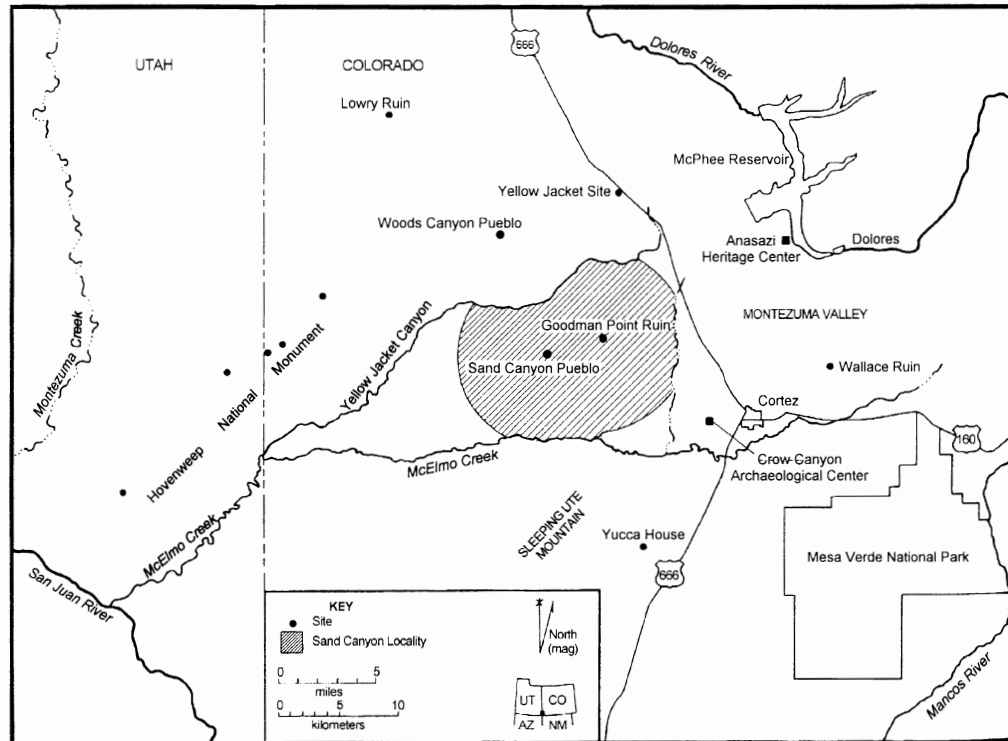 666
Dolores River
UTAH
COLORADO
Lowry Ruin
McPhee Reservoir
Yellow Jacket Site
Woods Canyon Pueblo
Anasazi
Heritage Center
Dolores
Montezuma Creek
Hovenweep National Monument
Yellow Jacket Canyon
Goodman Point Ruin
Sand Canyon Pueblo
MONTEZUMA VALLEY
Wallace Ruin
Cortez
160
McElmo Creek
Crow Canyon
Archaeological Center
McElmo Creek
SLEEPING UTE
MOUNTAIN
Yucca House
Mesa Verde National Park
San Juan River
666
Mancos River
KEY
Site
Sand Canyon Locality
0 5
miles
0 10
kilometers
North
(mag)
UT CO
AZ NM